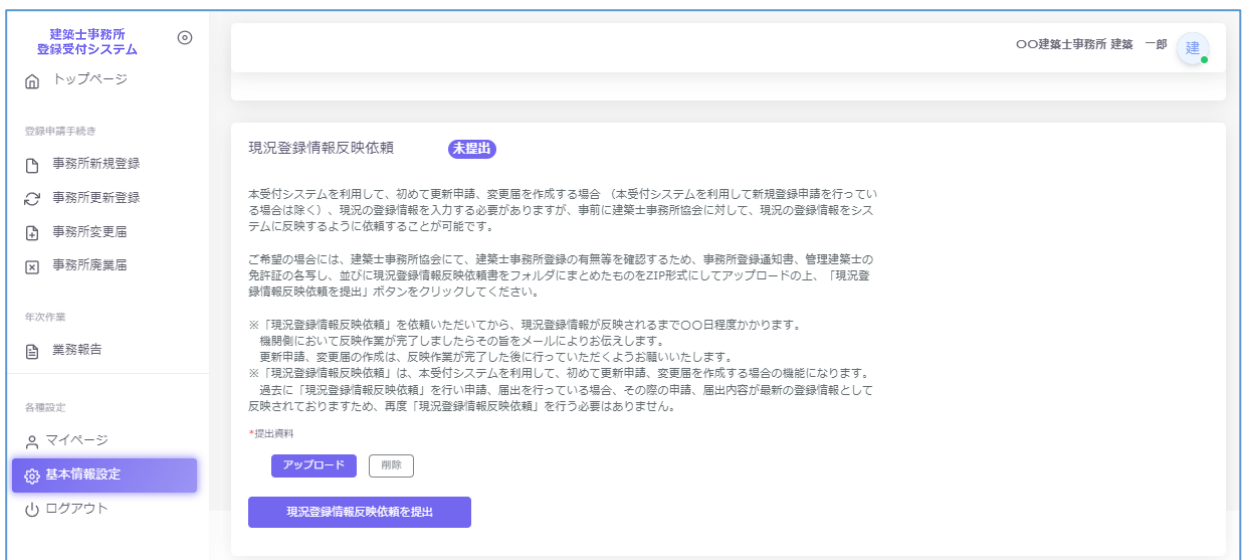 建築士事務所
登録受付システム
トップページ
登録申請手続き
事務所新規登録
事務所更新登録
事務所変更届
事務所廃業届
年次作業
業務報告
各種設定
マイページ
基本情報設定
ログアウト
〇〇建築士事務所 建築　一郎
建
現況登録情報反映依頼 未提出
本受付システムを利用して、初めて更新申請、変更届を作成する場合 （本受付システムを利用して新規登録申請を行ってい
る場合は除く）、現況の登録情報を入力する必要がありますが、事前に建築士事務所協会に対して、現況の登録情報をシス
テムに反映するように依頼することが可能です。
ご希望の場合には、建築士事務所協会にて、建築士事務所登録の有無等を確認するため、事務所登録通知書、管理建築士の
免許証の各写し、並びに現況登録情報反映依頼書をフォルダにまとめたものをZIP形式にしてアップロードの上、「現況登
録情報反映依頼を提出」ボタンをクリックしてください。
※「現況登録情報反映依頼」を依頼いただいてから、現況登録情報が反映されるまで〇〇日程度かかります。
機関側において反映作業が完了しましたらその旨をメールによりお伝えします。
更新申請、変更届の作成は、反映作業が完了した後に行っていただくようお願いいたします。
※「現況登録情報反映依頼」は、本受付システムを利用して、初めて更新申請、変更届を作成する場合の機能になります。
過去に「現況登録情報反映依頼」を行い申請、届出を行っている場合、その際の申請、届出内容が最新の登録情報として
反映されておりますため、再度「現況登録情報反映依頼」を行う必要はありません。
*提出資料
アップロード 削除
現況登録情報反映依頼を提出